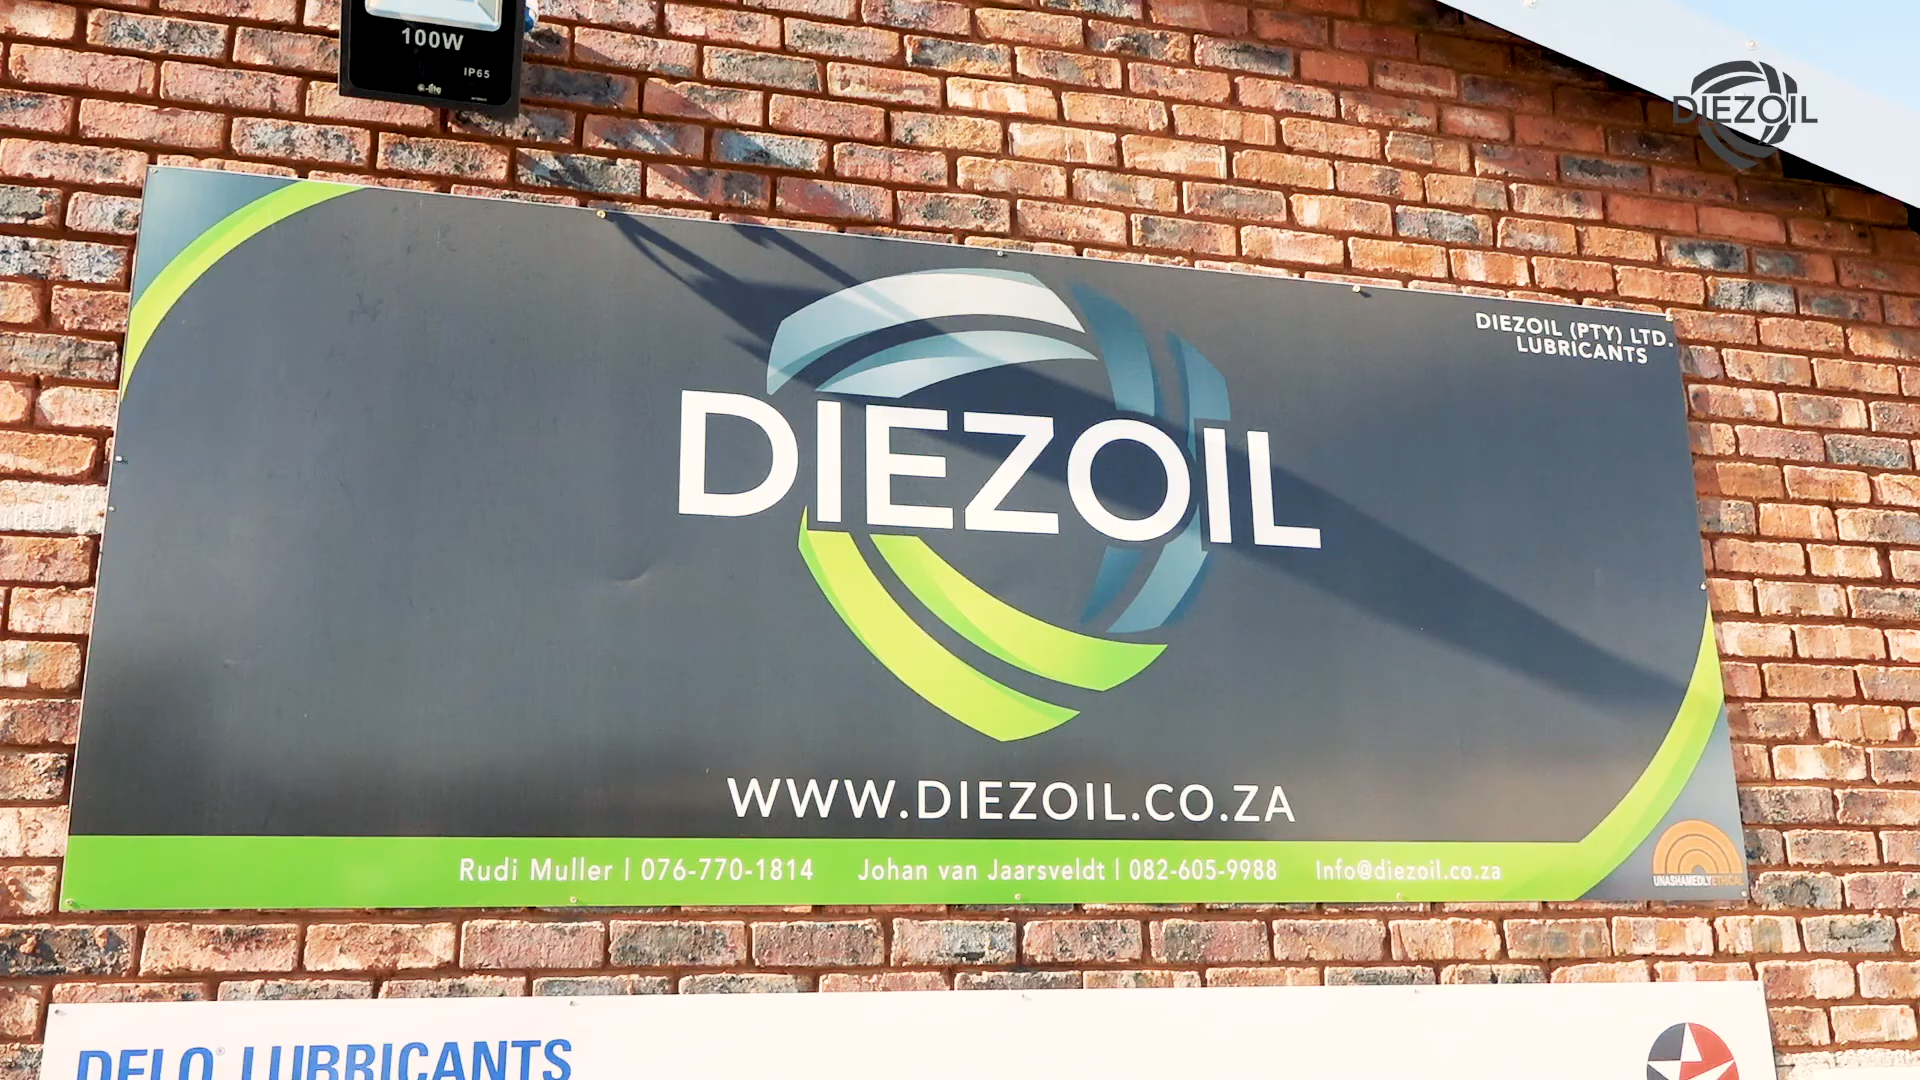 100W
IP65
DIEZOIL
DIEZOIL (PTY) LTD.
LUBRICANTS
DIEZOIL
WWW.DIEZOIL.CO.ZA
Rudi Muller | 076-770-1814 Johan van Jaarsveldt | 082-605-9988 Info@diezoil.co.za
UNASHAMEDLYETHICAL
DELO® LUBRICANTS